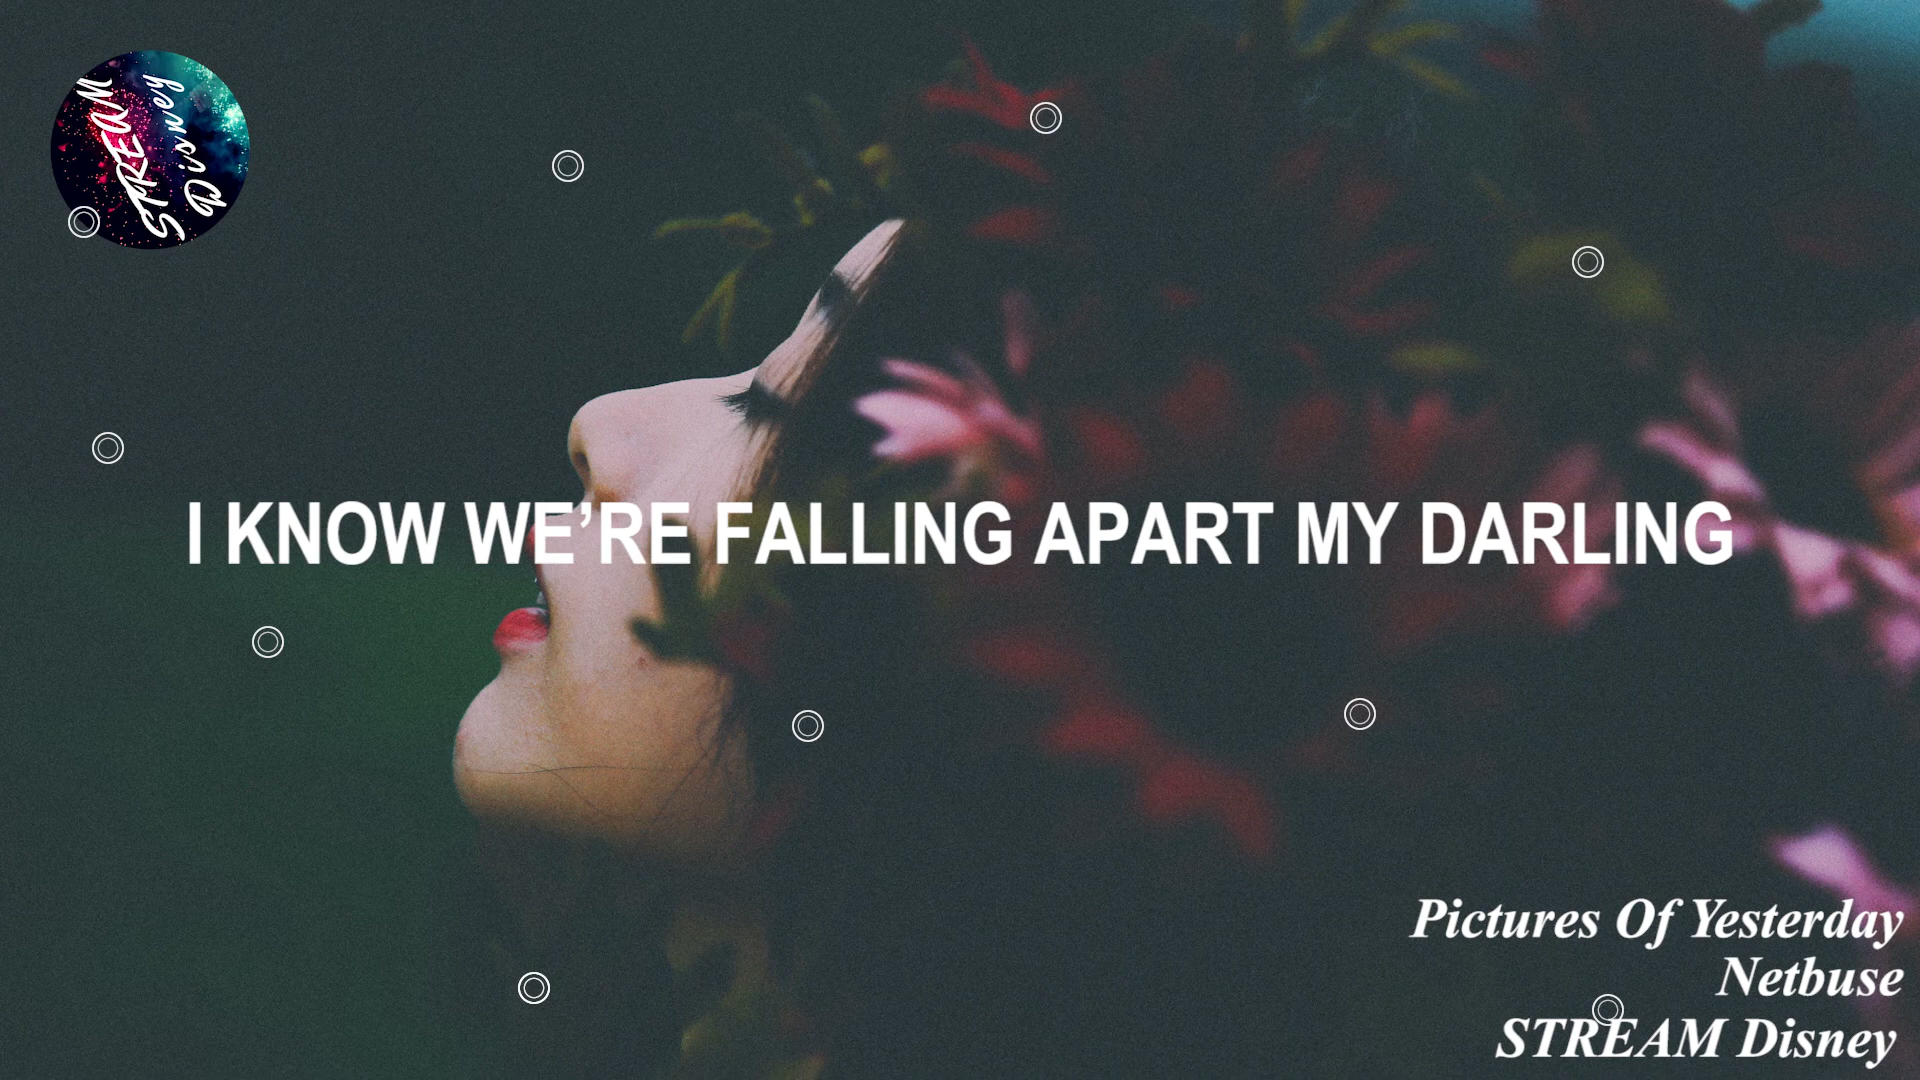 STREAM
Disney
I KNOW WE’RE FALLING APART MY DARLING
Pictures Of Yesterday
Netbuse
STREAM Disney